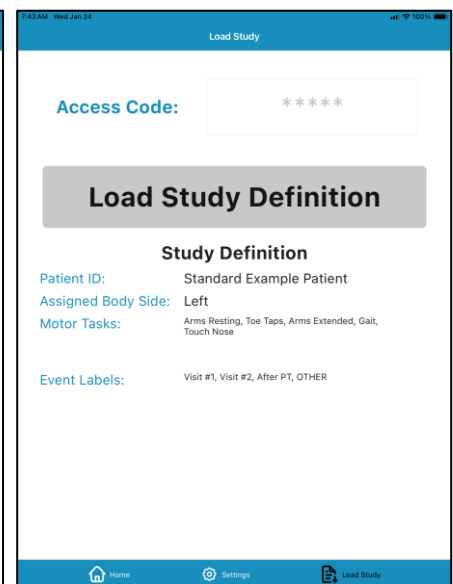 7:43 AM Wed Jan 24
100%
Load Study
Access Code:
*****
Load Study Definition
Study Definition
Patient ID: Standard Example Patient
Assigned Body Side: Left
Motor Tasks: Arms Resting, Toe Taps, Arms Extended, Gait,
Touch Nose
Event Labels: Visit #1, Visit #2, After PT, OTHER
Home Settings Load Study